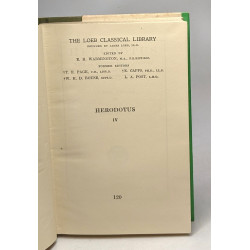 THE LOEB CLASSICAL LIBRARY
FOUNDED BY JAMES LOEB, LL.D.
EDITED BY
E. H. WARMINGTON, M.A., F.R.HIST.SOC.
FORMER EDITORS
†T. E. PAGE, C.H., LITT.D.
†E. CAPPS, PH.D., LL.D.
†W. H. D. ROUSE, LITT.D.
L. A. POST, L.H.D.
HERODOTUS
IV
120